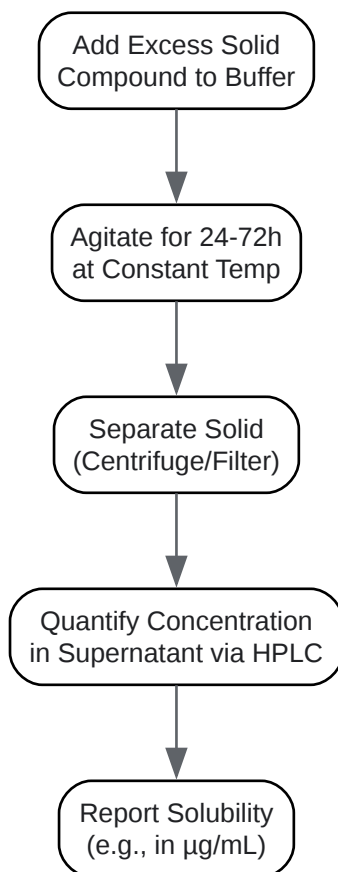 Add Excess Solid
Compound to Buffer
Agitate for 24-72h
at Constant Temp
Separate Solid
(Centrifuge/Filter)
Quantify Concentration
in Supernatant via HPLC
Report Solubility
(e.g., in µg/mL)